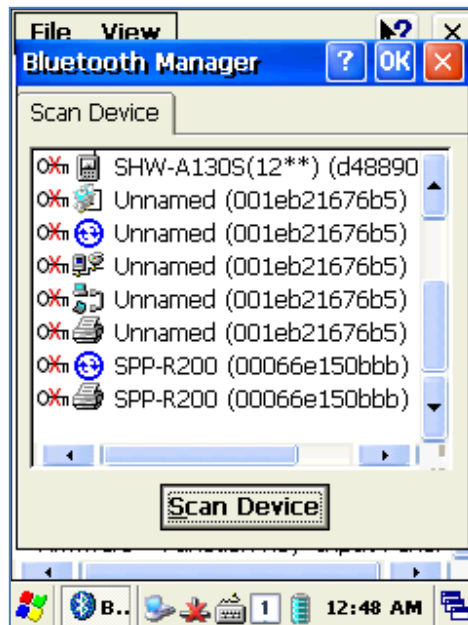 File View
Bluetooth Manager ? OK
Scan Device
SHW-A130S(12**) (d48890
Unnamed (001eb21676b5)
Unnamed (001eb21676b5)
Unnamed (001eb21676b5)
Unnamed (001eb21676b5)
Unnamed (001eb21676b5)
SPP-R200 (00066e150bbb)
SPP-R200 (00066e150bbb)
Scan Device
B.. 1 12:48 AM